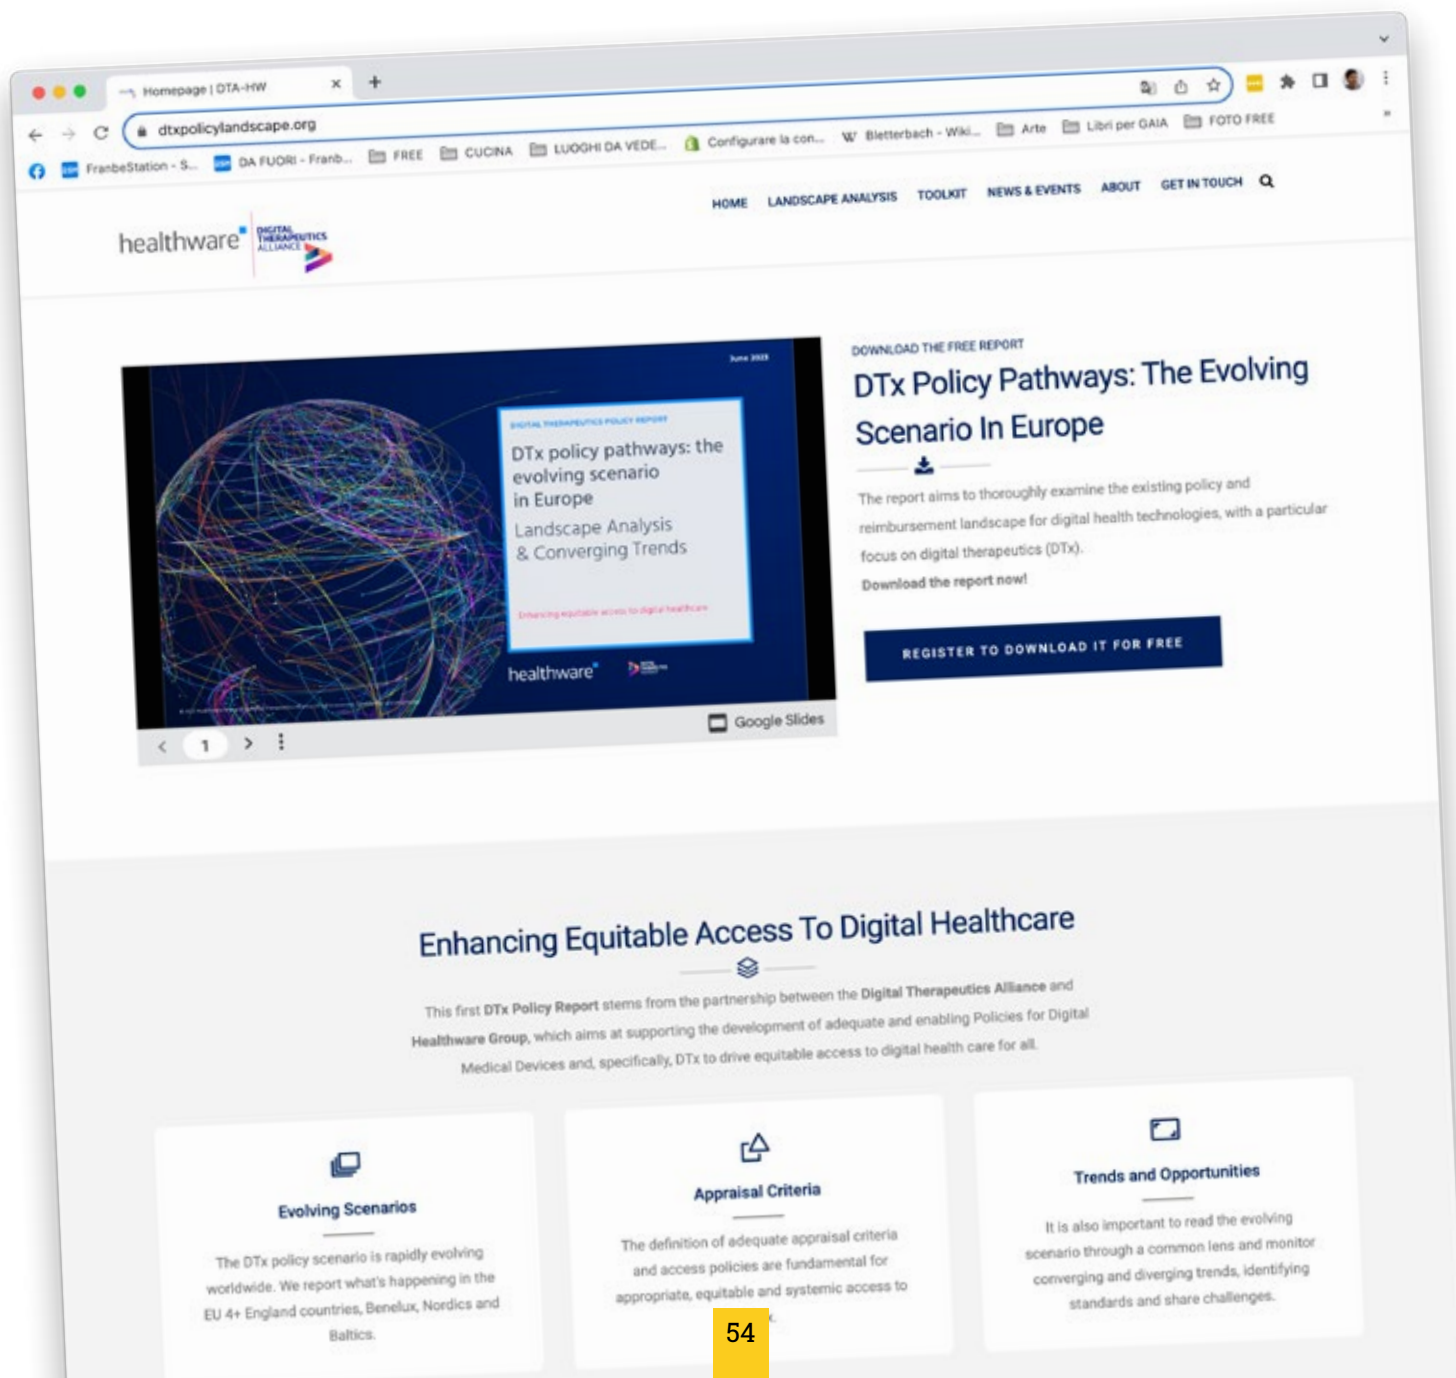 Homepage | DTA-HW
dtxpolicylandscape.org
FranbeStation - S... DA FUORI - Franb... FREE CUCINA LUOGHI DA VEDE... Configurare la con... W Bletterbach - Wiki... Arte Libri per GAIA FOTO FREE
HOME LANDSCAPE ANALYSIS TOOLKIT NEWS & EVENTS ABOUT GET IN TOUCH
healthware
DIGITAL
THERAPEUTICS
ALLIANCE
June 2023
DIGITAL THERAPEUTICS POLICY REPORT
DTx policy pathways: the
evolving scenario
in Europe
Landscape Analysis
& Converging Trends
Enhancing equitable access to digital healthcare
healthware
1
Google Slides
DOWNLOAD THE FREE REPORT
DTx Policy Pathways: The Evolving
Scenario In Europe
The report aims to thoroughly examine the existing policy and
reimbursement landscape for digital health technologies, with a particular
focus on digital therapeutics (DTx).
Download the report now!
REGISTER TO DOWNLOAD IT FOR FREE
Enhancing Equitable Access To Digital Healthcare
This first DTx Policy Report stems from the partnership between the Digital Therapeutics Alliance and
Healthware Group, which aims at supporting the development of adequate and enabling Policies for Digital
Medical Devices and, specifically, DTx to drive equitable access to digital health care for all.
Evolving Scenarios
The DTx policy scenario is rapidly evolving
worldwide. We report what's happening in the
EU 4+ England countries, Benelux, Nordics and
Baltics.
Appraisal Criteria
The definition of adequate appraisal criteria
and access policies are fundamental for
appropriate, equitable and systemic access to
Trends and Opportunities
It is also important to read the evolving
scenario through a common lens and monitor
converging and diverging trends, identifying
standards and share challenges.
54